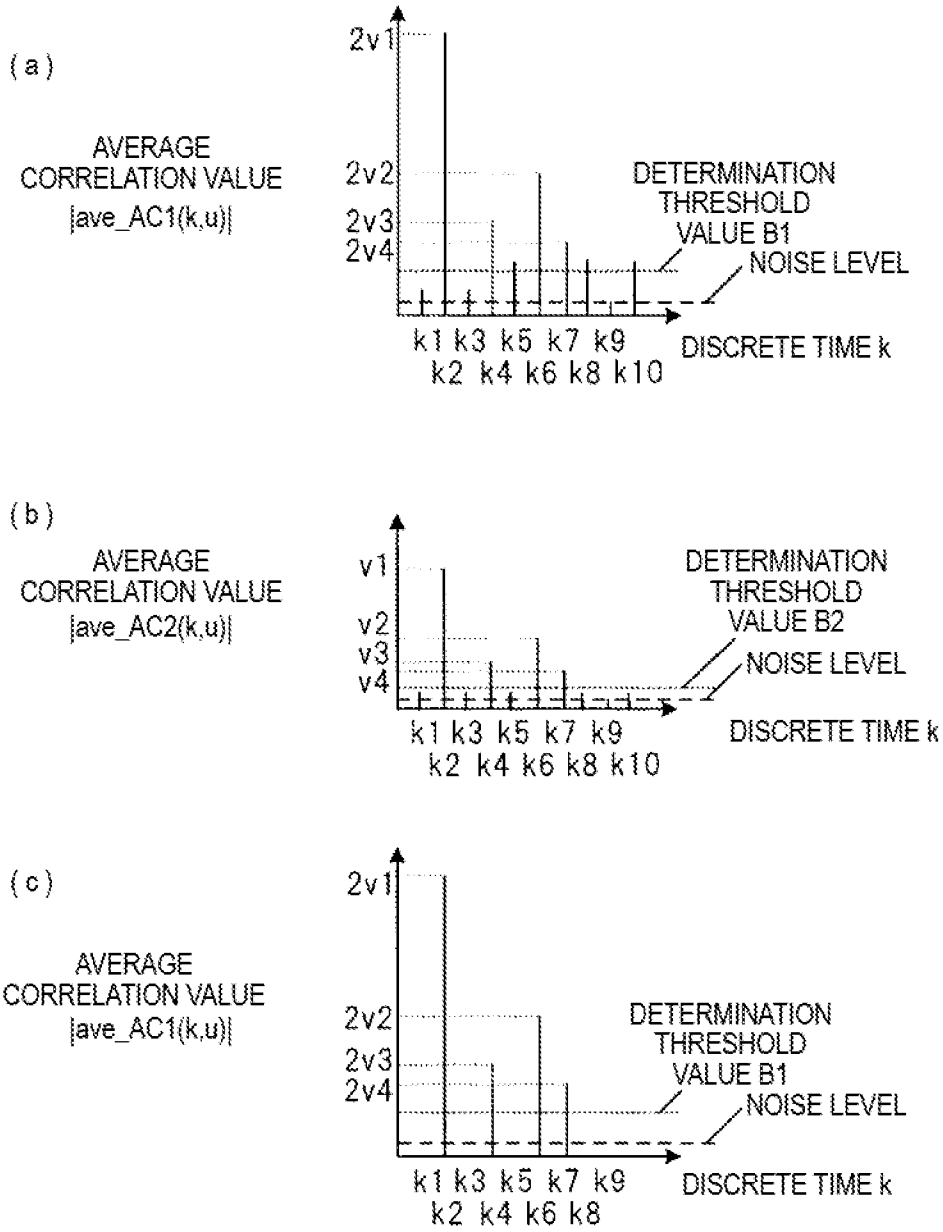 (a)
AVERAGE
CORRELATION VALUE
|ave_AC1(k,u)|
2v1
2v2
2v3
2v4
DETERMINATION
THRESHOLD
VALUE B1
NOISE LEVEL
k1 k3 k5 k7 k9
k2 k4 k6 k8 k10
DISCRETE TIME k
(b)
AVERAGE
CORRELATION VALUE
|ave_AC2(k,u)|
v1
v2
v3
v4
DETERMINATION
THRESHOLD
VALUE B2
NOISE LEVEL
k1 k3 k5 k7 k9
k2 k4 k6 k8 k10
DISCRETE TIME k
(c)
AVERAGE
CORRELATION VALUE
|ave_AC1(k,u)|
2v1
2v2
2v3
2v4
DETERMINATION
THRESHOLD
VALUE B1
NOISE LEVEL
k1 k3 k5 k7 k9
k2 k4 k6 k8
DISCRETE TIME k